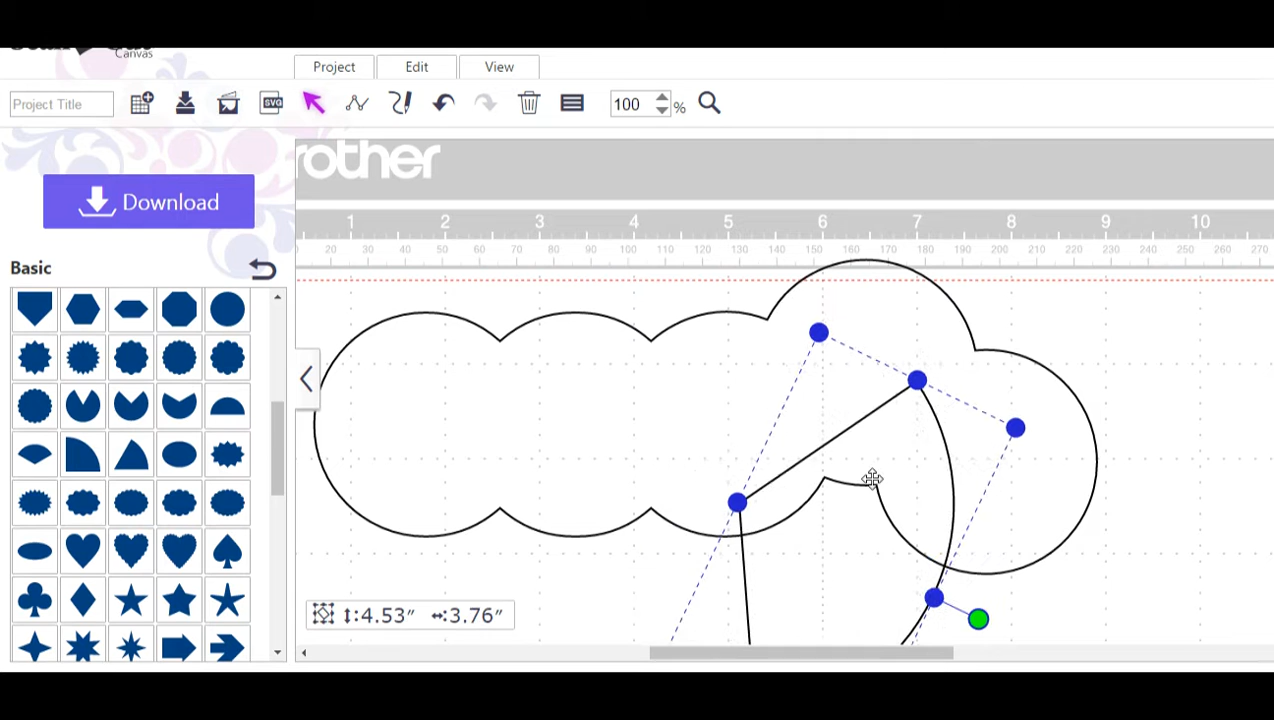 Canvas
Project Edit View
Project Title SVG 100 %
rother
Download
1 2 3 4 5 6 7 8 9 10
20 30 40 50 60 70 80 90 100 110 120 130 140 150 160 170 180 190 200 210 220 230 240 250 260 270
Basic
4.53" 3.76"